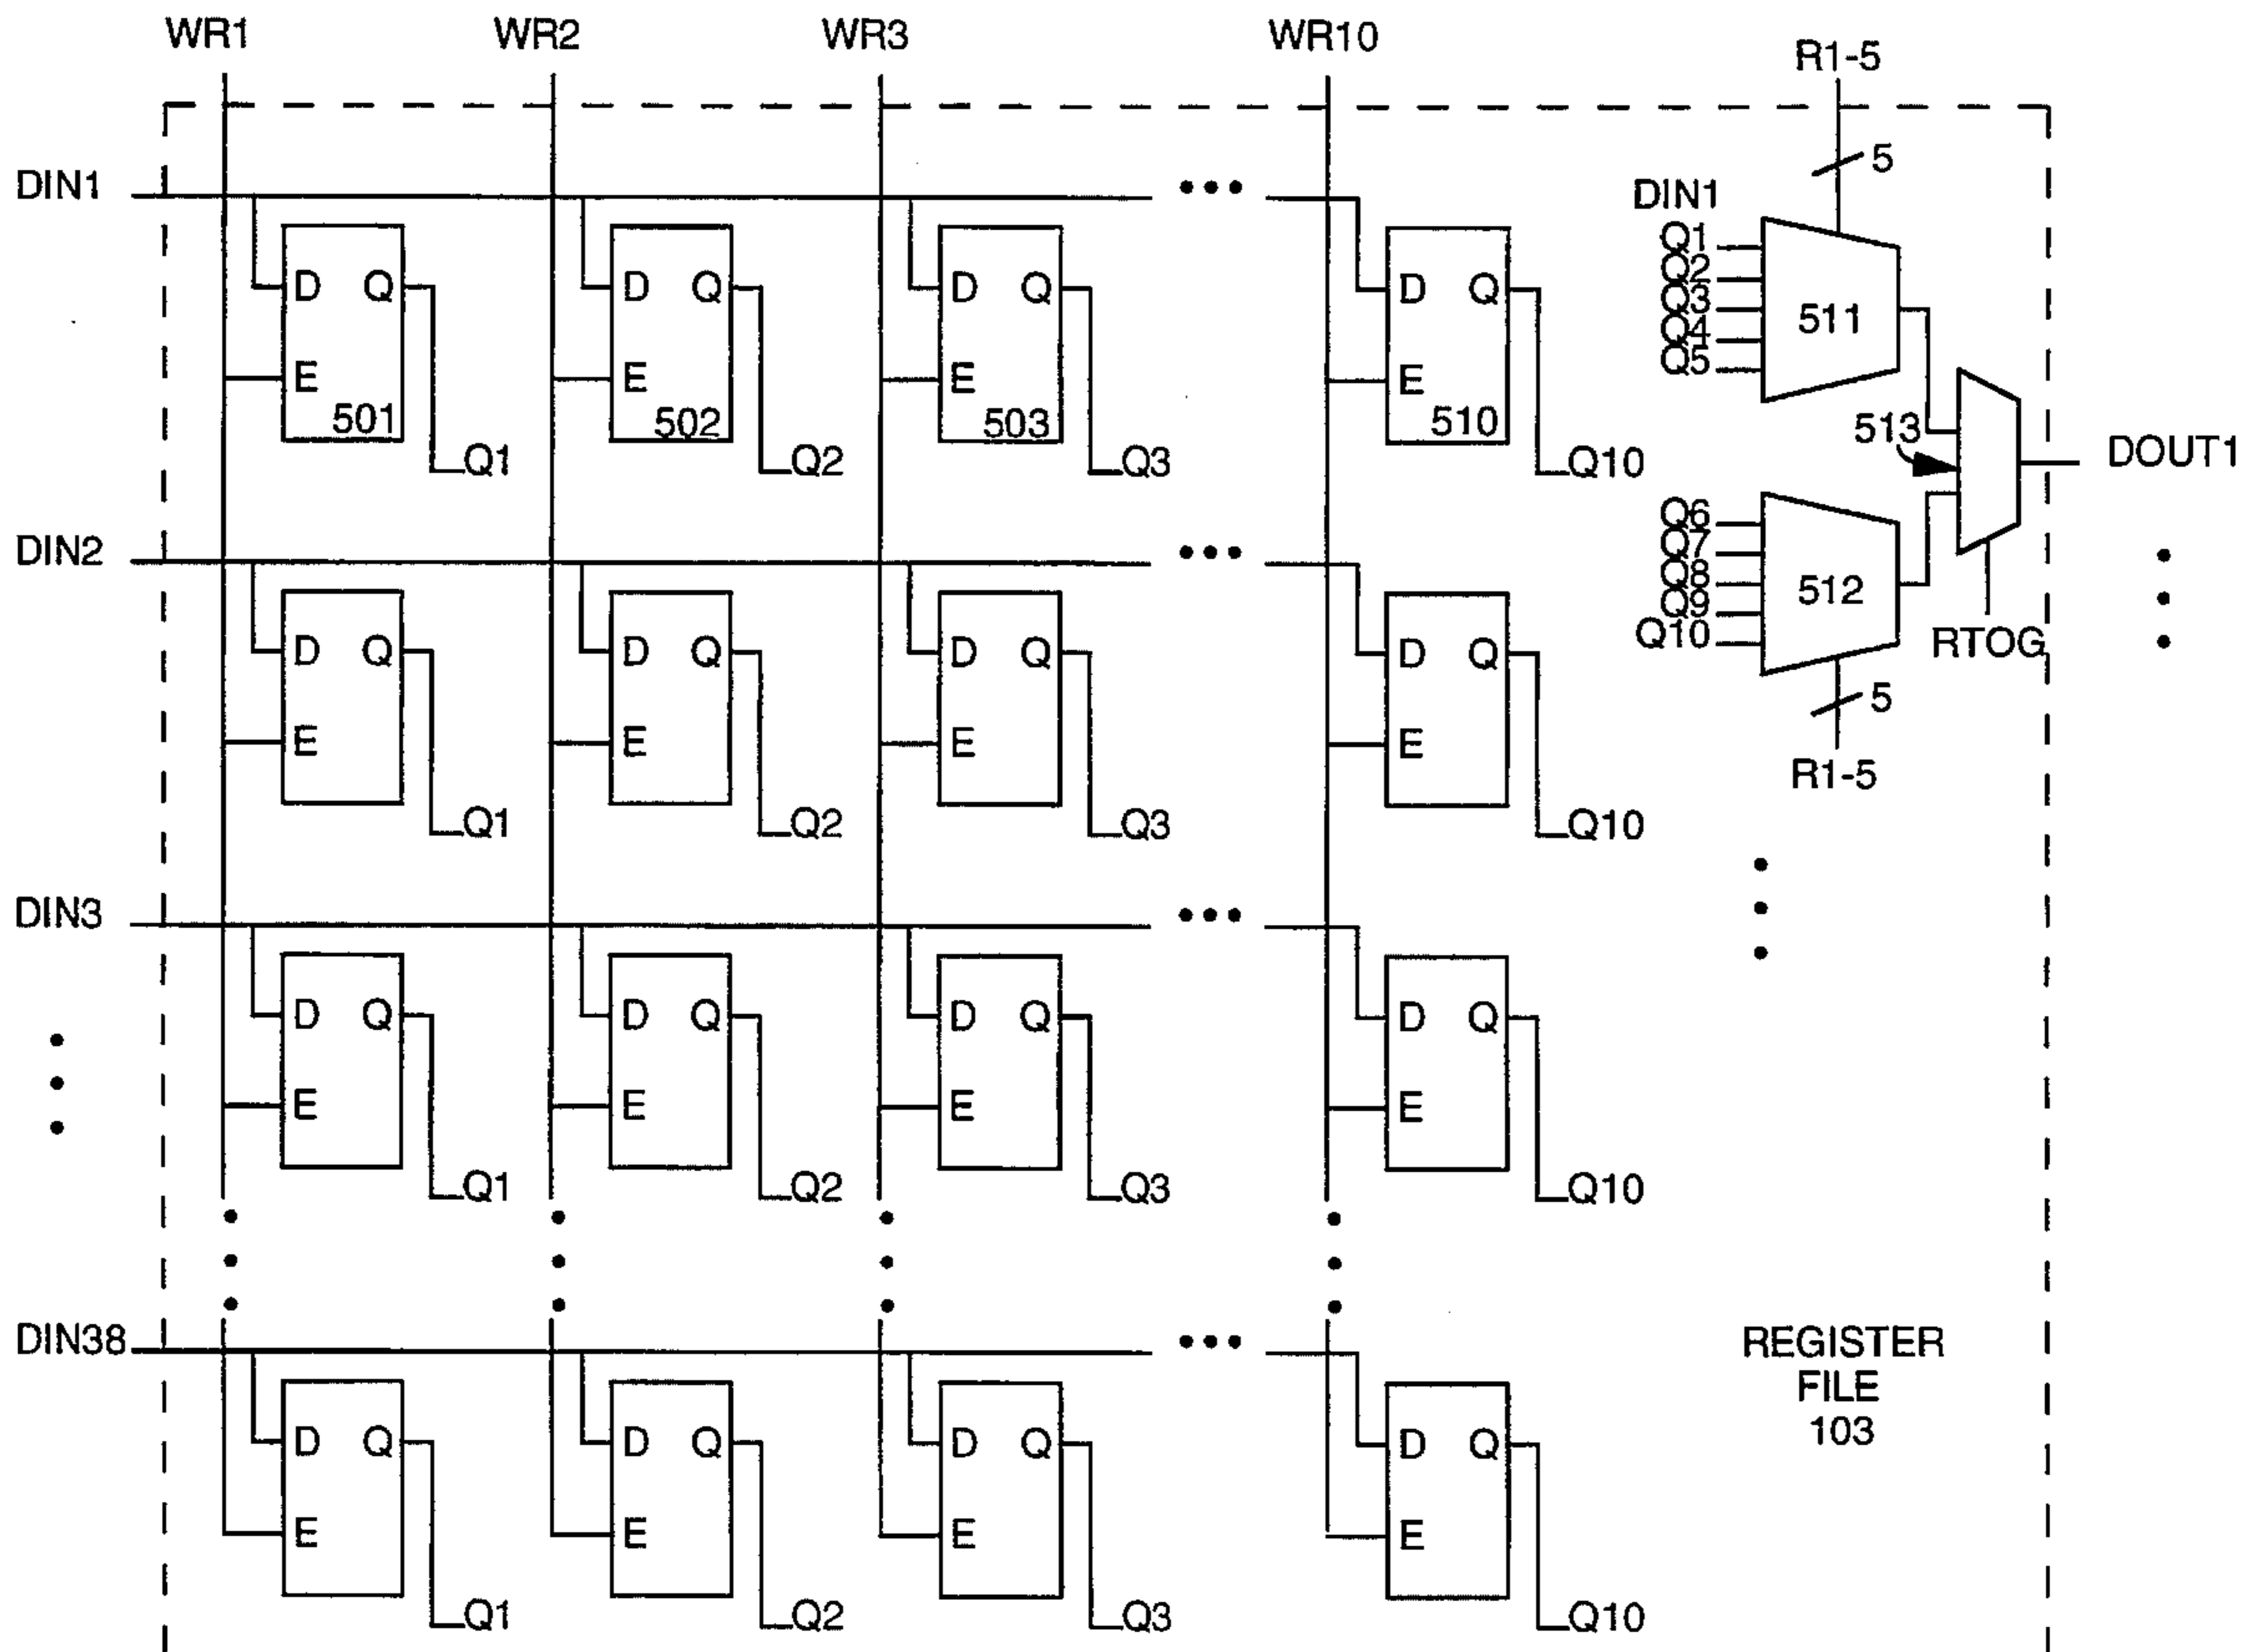 WR1 WR2 WR3 WR10 R1-5
5
DIN1 DIN1
Q1
Q2
Q3
Q4
Q5
511
D Q D Q D Q D Q
E E E E
501 502 503 510
513
DOUT1
Q1 Q2 Q3 Q10
Q6
Q7
Q8
Q9
Q10
512
RTOG
5
R1-5
DIN2
D Q D Q D Q D Q
E E E E
Q1 Q2 Q3 Q10
DIN3
D Q D Q D Q D Q
E E E E
Q1 Q2 Q3 Q10
DIN38
REGISTER
FILE
103
D Q D Q D Q D Q
E E E E
Q1 Q2 Q3 Q10